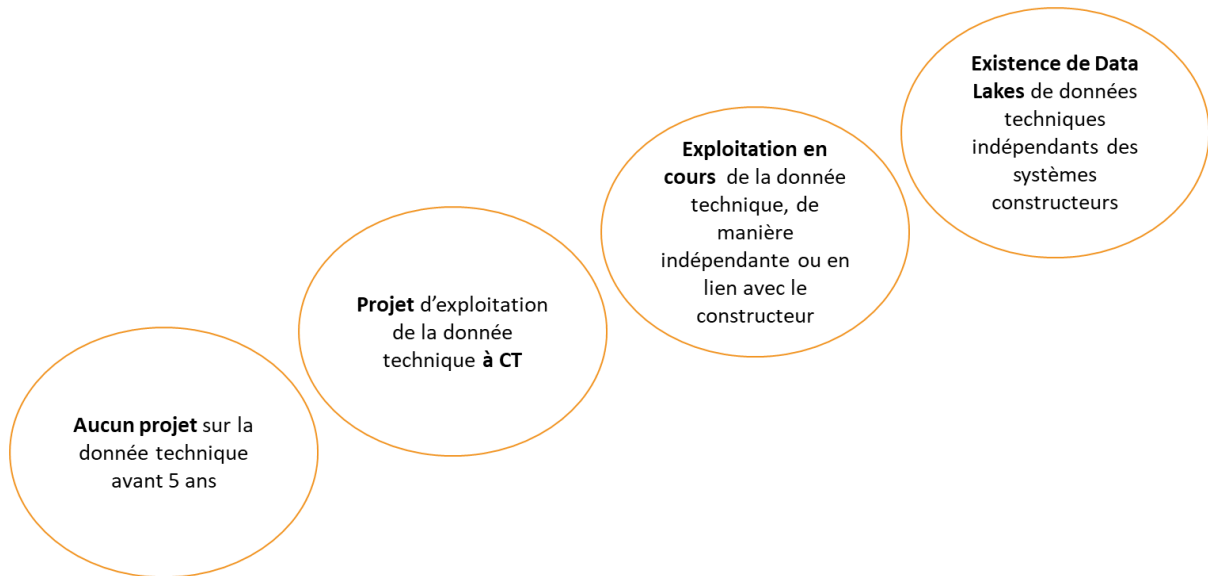 Aucun projet sur la
donnée technique
avant 5 ans
Projet d’exploitation
de la donnée
technique à CT
Exploitation en
cours de la donnée
technique, de
manière
indépendante ou en
lien avec le
constructeur
Existence de Data
Lakes de données
techniques
indépendants des
systèmes
constructeurs